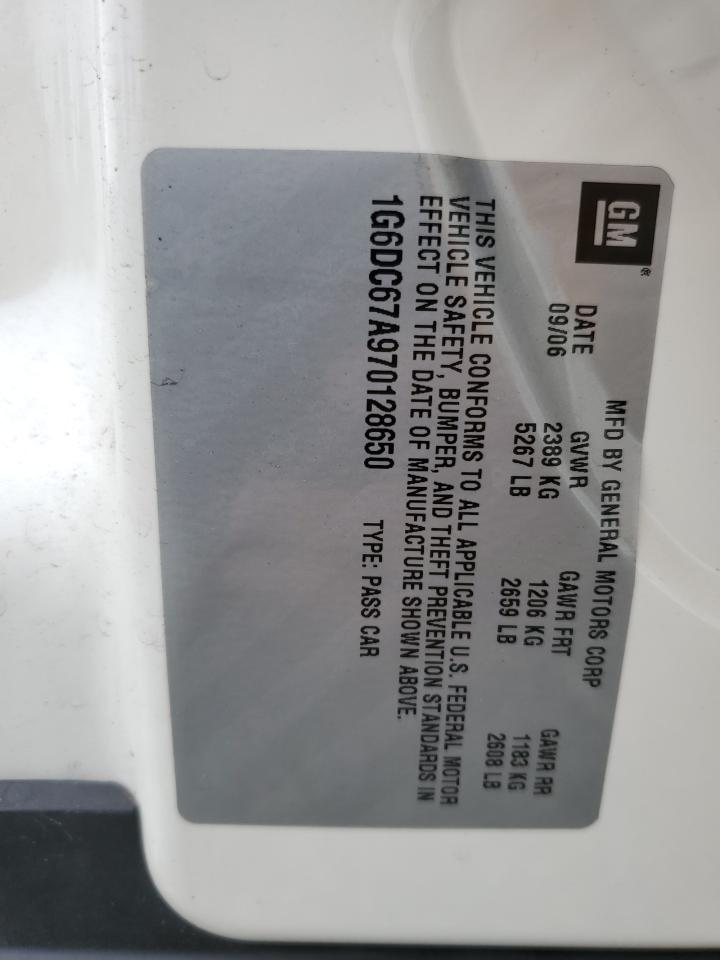 GM®
MFD BY GENERAL MOTORS CORP
DATE GVWR GAWR FRT GAWR RR
09/06 2389 KG 1206 KG 1183 KG
5267 LB 2659 LB 2608 LB
THIS VEHICLE CONFORMS TO ALL APPLICABLE U.S. FEDERAL MOTOR
VEHICLE SAFETY, BUMPER, AND THEFT PREVENTION STANDARDS IN
EFFECT ON THE DATE OF MANUFACTURE SHOWN ABOVE.
1G6DC67A970128650 TYPE: PASS CAR